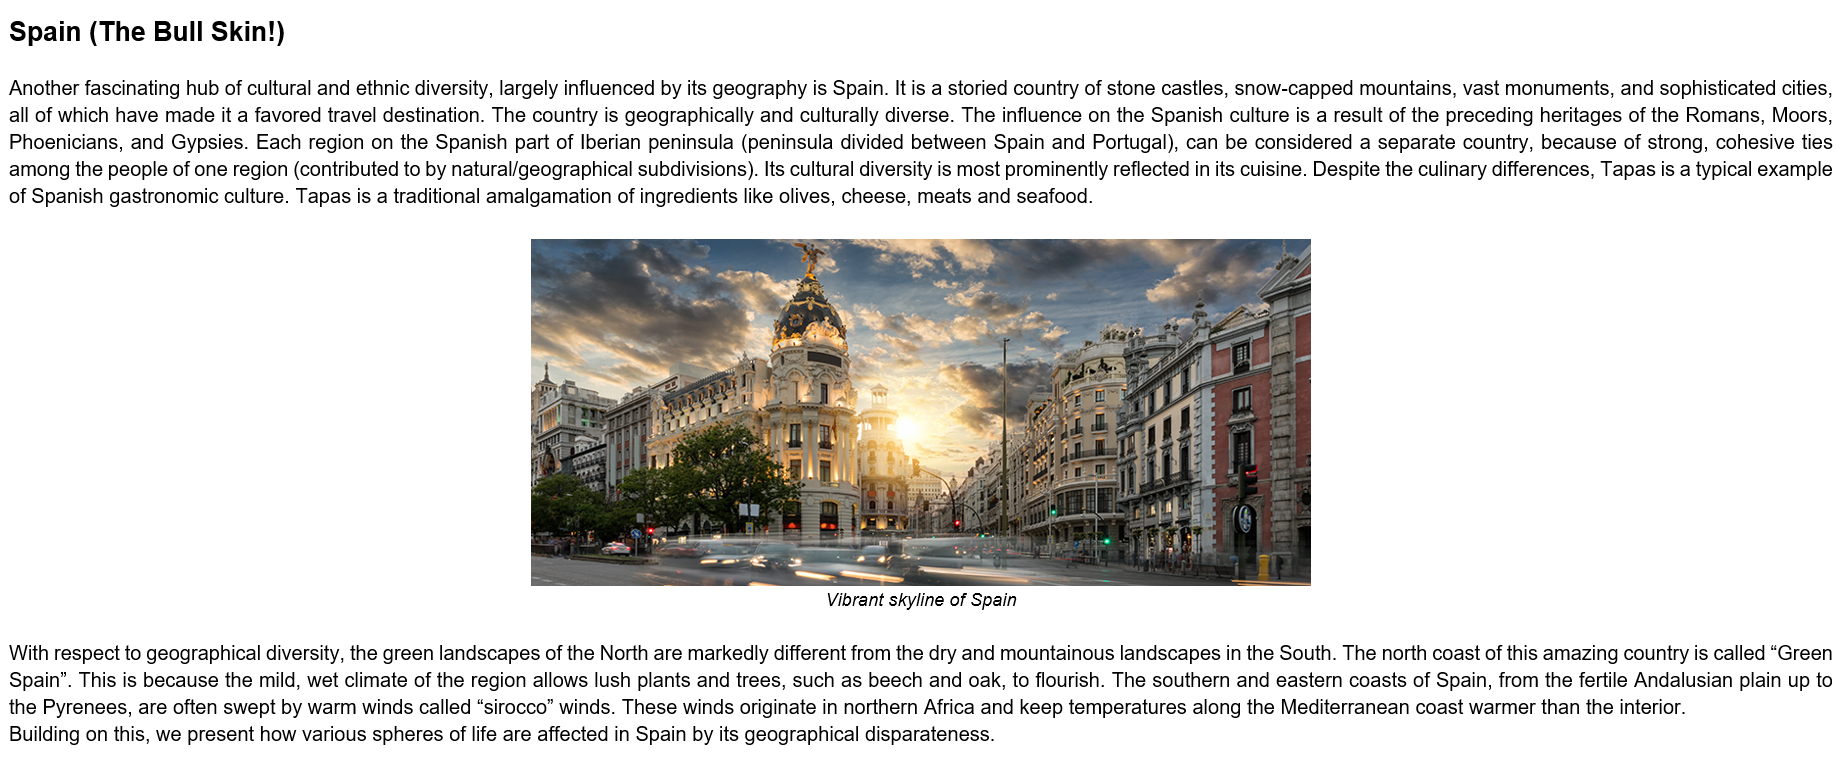 Spain (The Bull Skin!)
Another fascinating hub of cultural and ethnic diversity, largely influenced by its geography is Spain. It is a storied country of stone castles, snow-capped mountains, vast monuments, and sophisticated cities,
all of which have made it a favored travel destination. The country is geographically and culturally diverse. The influence on the Spanish culture is a result of the preceding heritages of the Romans, Moors,
Phoenicians, and Gypsies. Each region on the Spanish part of Iberian peninsula (peninsula divided between Spain and Portugal), can be considered a separate country, because of strong, cohesive ties
among the people of one region (contributed to by natural/geographical subdivisions). Its cultural diversity is most prominently reflected in its cuisine. Despite the culinary differences, Tapas is a typical example
of Spanish gastronomic culture. Tapas is a traditional amalgamation of ingredients like olives, cheese, meats and seafood.
Vibrant skyline of Spain
With respect to geographical diversity, the green landscapes of the North are markedly different from the dry and mountainous landscapes in the South. The north coast of this amazing country is called “Green
Spain”. This is because the mild, wet climate of the region allows lush plants and trees, such as beech and oak, to flourish. The southern and eastern coasts of Spain, from the fertile Andalusian plain up to
the Pyrenees, are often swept by warm winds called “sirocco” winds. These winds originate in northern Africa and keep temperatures along the Mediterranean coast warmer than the interior.
Building on this, we present how various spheres of life are affected in Spain by its geographical disparateness.